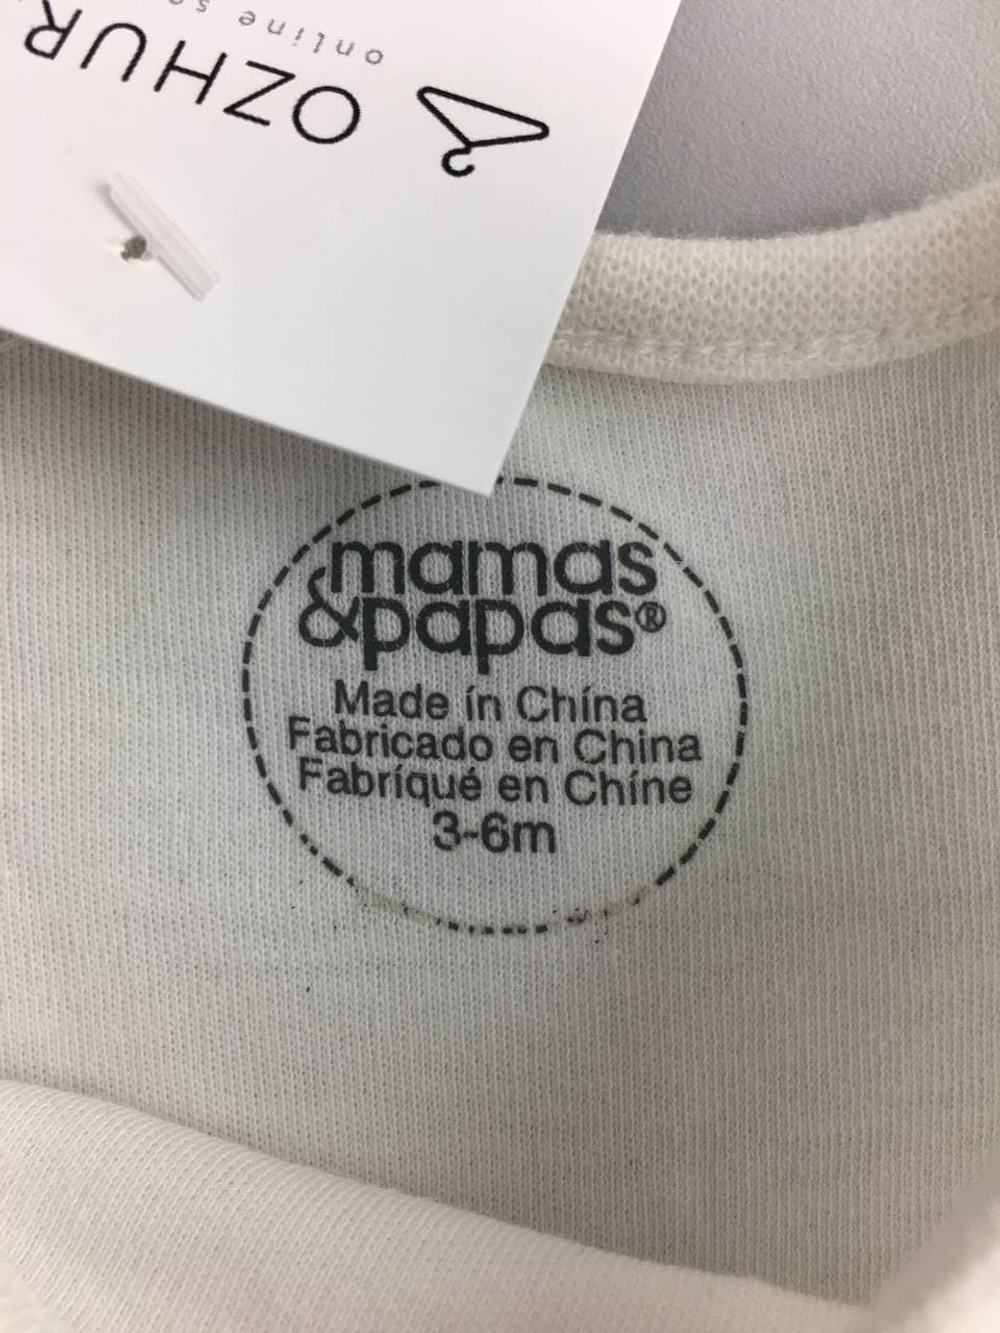 OZHUR
online
mamas
&papas®
Made in China
Fabricado en China
Fabriqué en Chine
3-6m